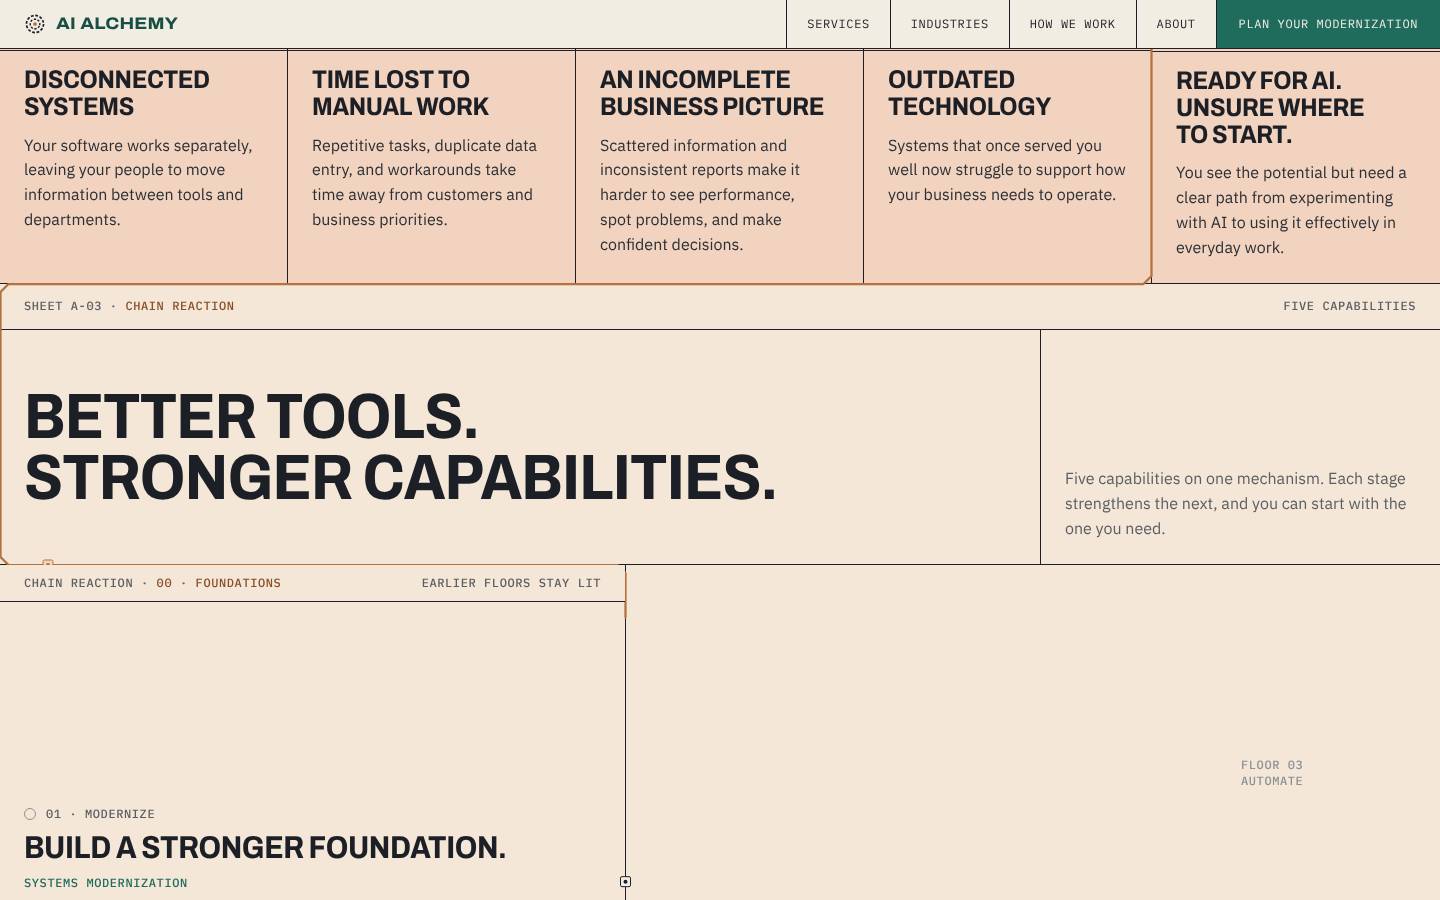 AI ALCHEMY
SERVICES
INDUSTRIES
HOW WE WORK
ABOUT
PLAN YOUR MODERNIZATION
DISCONNECTED
SYSTEMS
Your software works separately,
leaving your people to move
information between tools and
departments.
TIME LOST TO
MANUAL WORK
Repetitive tasks, duplicate data
entry, and workarounds take
time away from customers and
business priorities.
AN INCOMPLETE
BUSINESS PICTURE
Scattered information and
inconsistent reports make it
harder to see performance,
spot problems, and make
confident decisions.
OUTDATED
TECHNOLOGY
Systems that once served you
well now struggle to support how
your business needs to operate.
READY FOR AI.
UNSURE WHERE
TO START.
You see the potential but need a
clear path from experimenting
with AI to using it effectively in
everyday work.
SHEET A-03 · CHAIN REACTION
FIVE CAPABILITIES
BETTER TOOLS.
STRONGER CAPABILITIES.
Five capabilities on one mechanism. Each stage
strengthens the next, and you can start with the
one you need.
CHAIN REACTION · 00 · FOUNDATIONS
EARLIER FLOORS STAY LIT
FLOOR 03
AUTOMATE
01 · MODERNIZE
BUILD A STRONGER FOUNDATION.
SYSTEMS MODERNIZATION